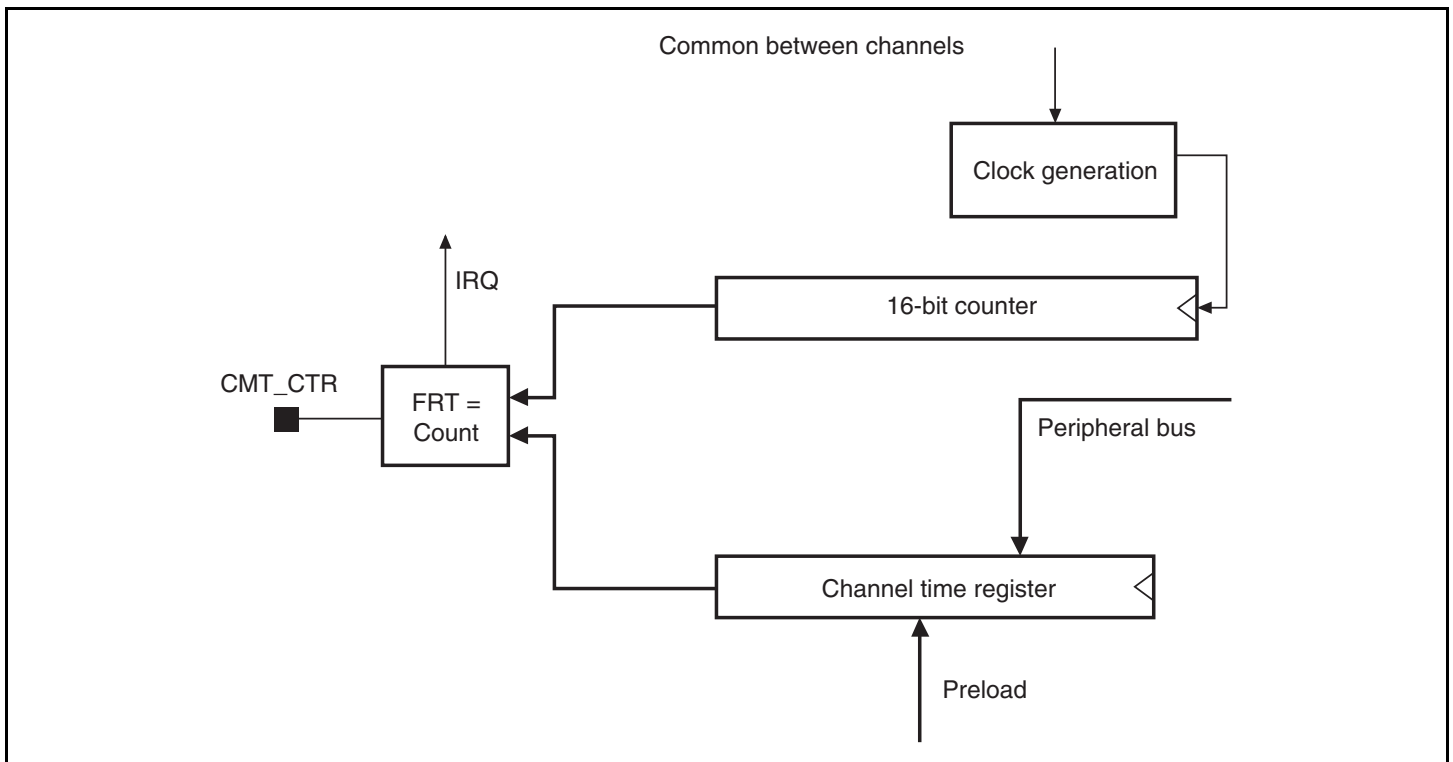 Common between channels
Clock generation
IRQ
16-bit counter
CMT_CTR
FRT =
Count
Peripheral bus
Channel time register
Preload